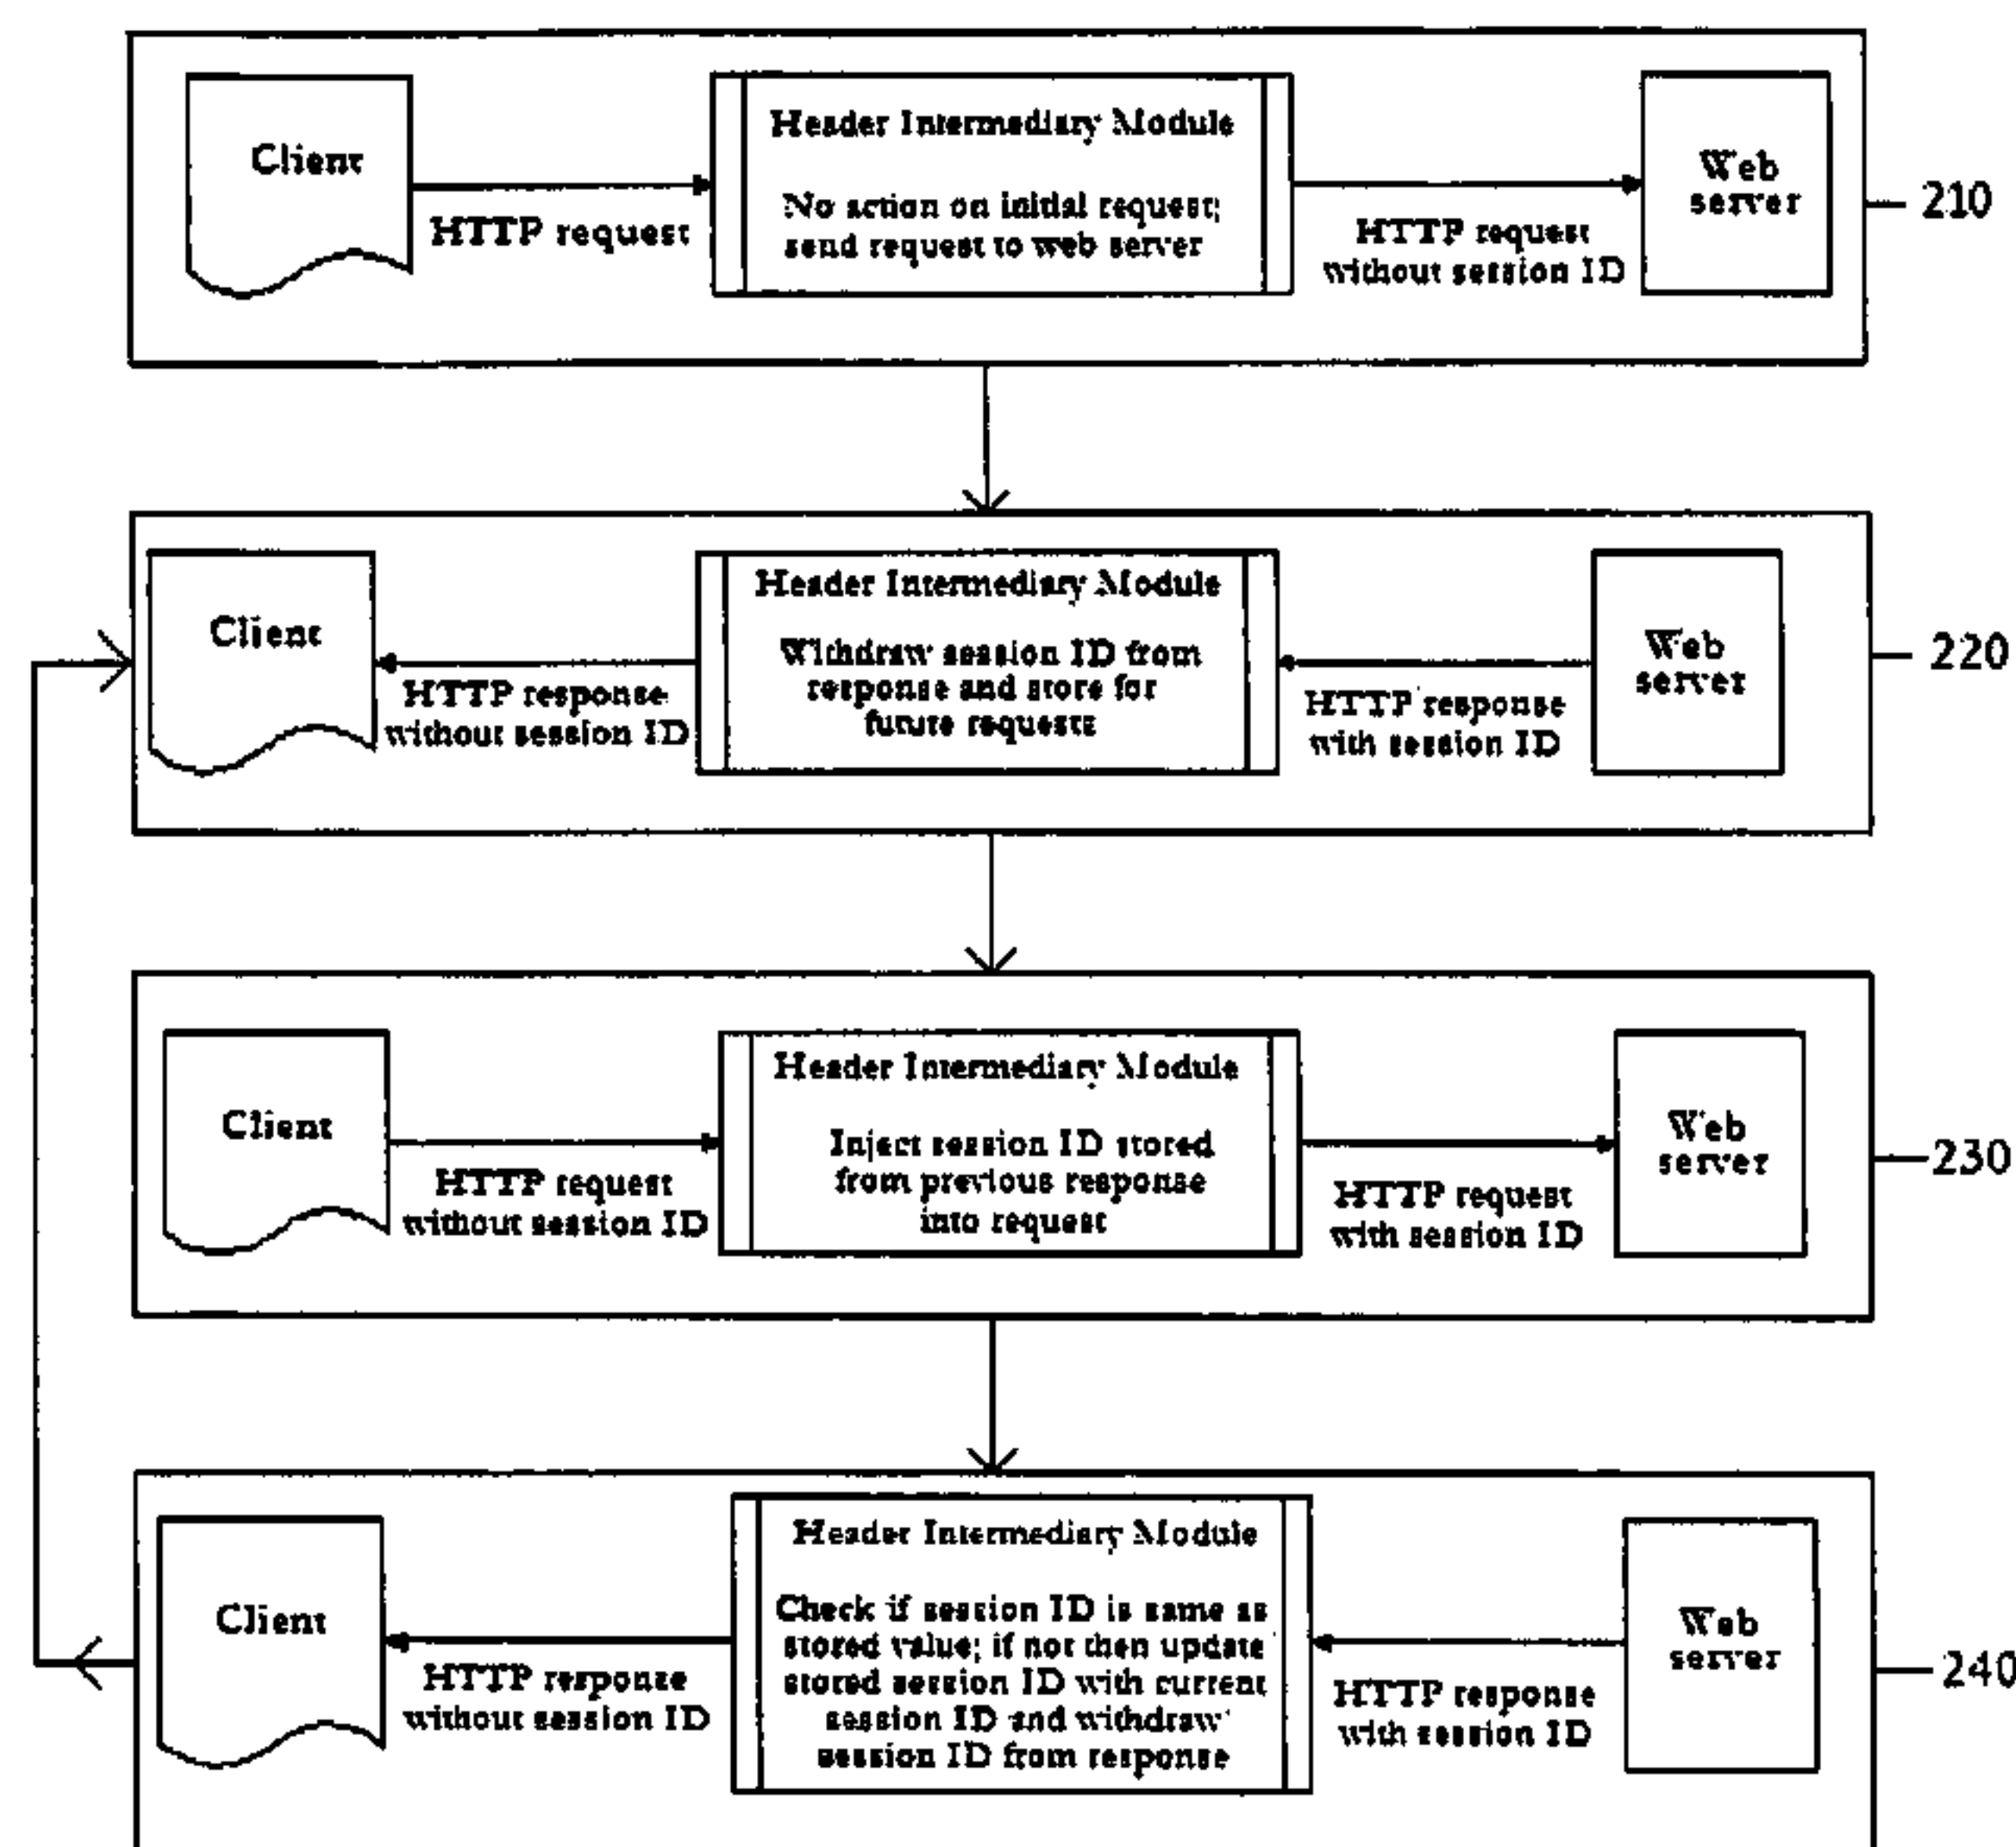 Client
HTTP request
Header Intermediary Module
No action on initial request;
send request to web server
HTTP request
without session ID
Web
server
210
Client
HTTP response
without session ID
Header Intermediary Module
Withdraw session ID from
response and store for
future requests
HTTP response
with session ID
Web
server
220
Client
HTTP request
without session ID
Header Intermediary Module
Inject session ID stored
from previous response
into request
HTTP request
with session ID
Web
server
230
Client
HTTP response
without session ID
Header Intermediary Module
Check if session ID is same as
stored value; if not then update
stored session ID with current
session ID and withdraw
session ID from response
HTTP response
with session ID
Web
server
240